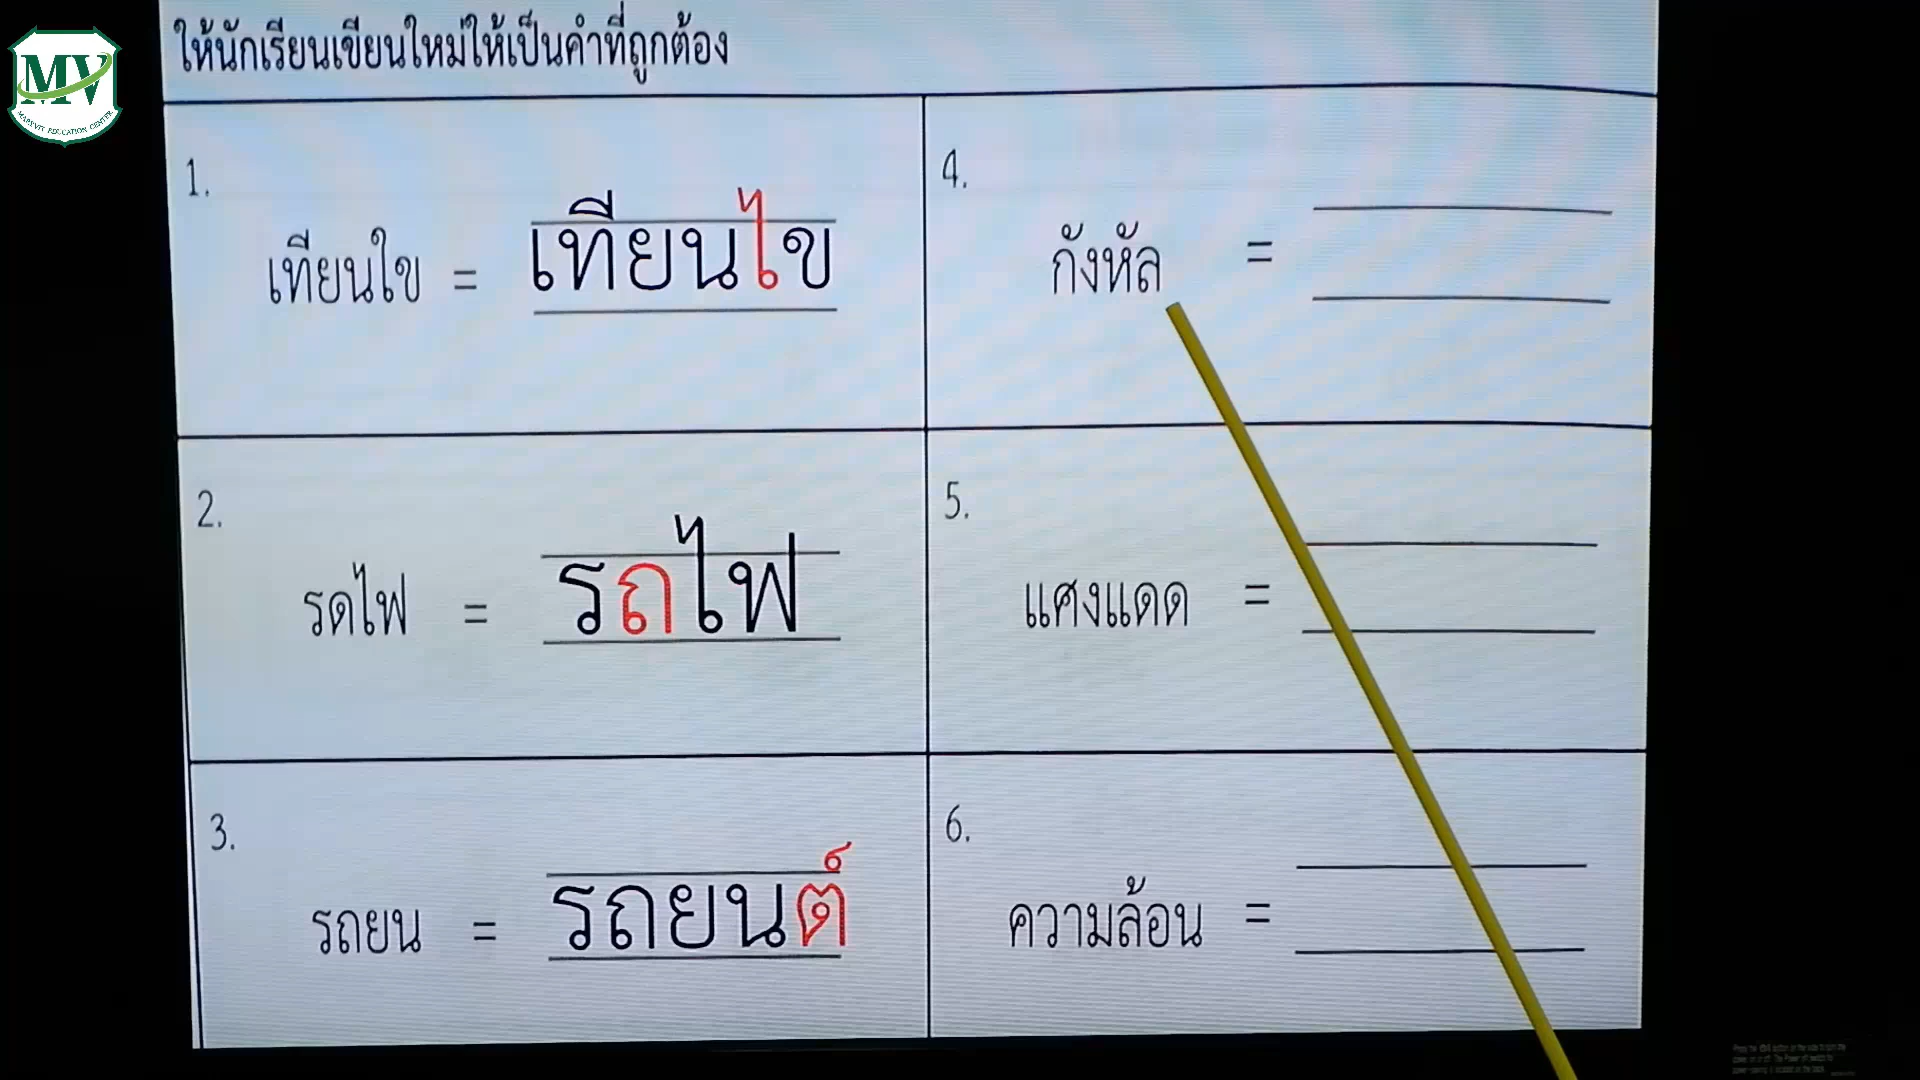 MV
MARYVIT EDUCATION CENTER
ให้นักเรียนเขียนใหม่ให้เป็นคำที่ถูกต้อง
1.
เทียนใข = เทียนไข
2.
รดไฟ = รถไฟ
3.
รถยน = รถยนต์
4.
กังหัล =
5.
แศงแดด =
6.
ความล้อน =